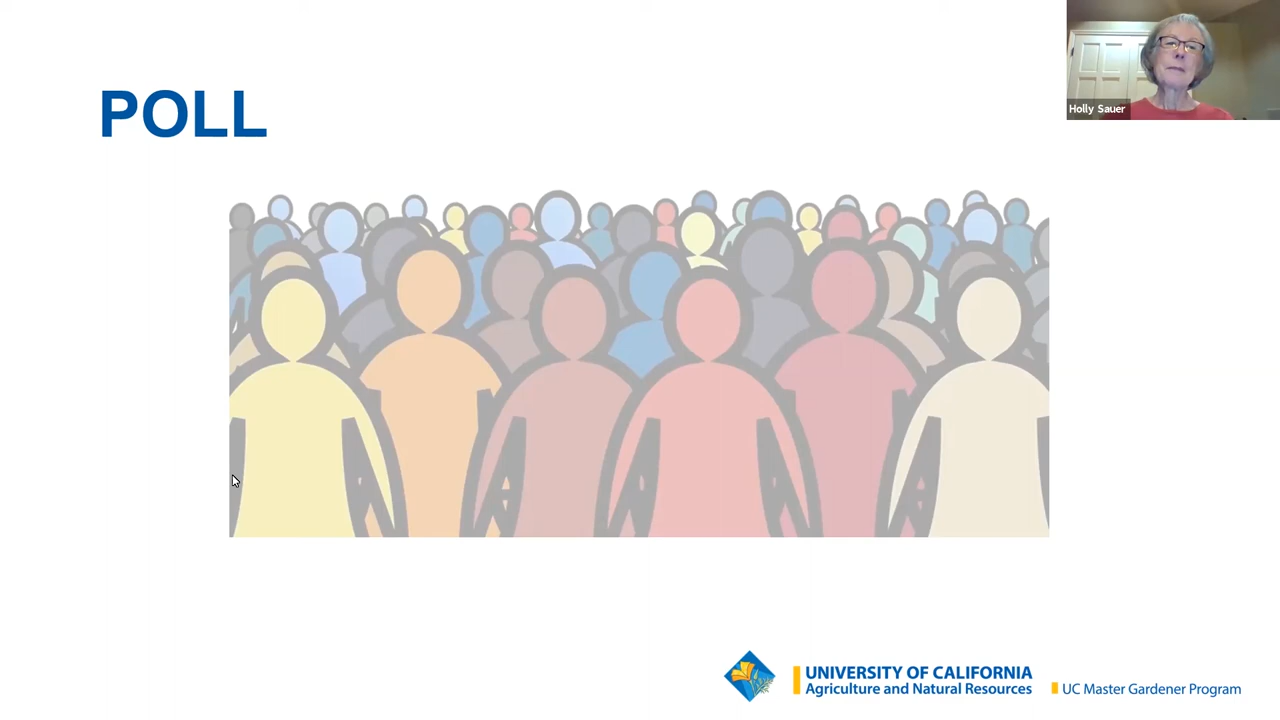 POLL
Holly Sauer
UNIVERSITY OF CALIFORNIA
Agriculture and Natural Resources
UC Master Gardener Program